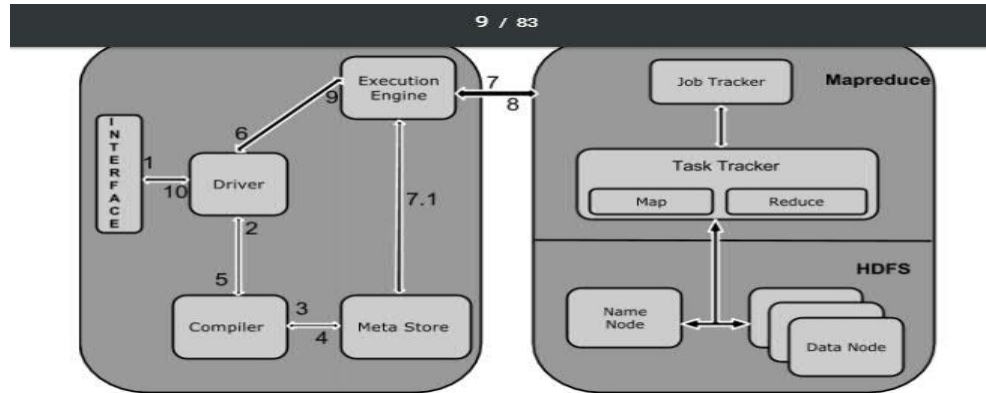 9 / 83
Execution
Engine
7
8
9
6
INTERFACE
1
10
Driver
2
7.1
5
Compiler
3
4
Meta Store
Job Tracker
Mapreduce
Task Tracker
Map
Reduce
HDFS
Name
Node
Data Node